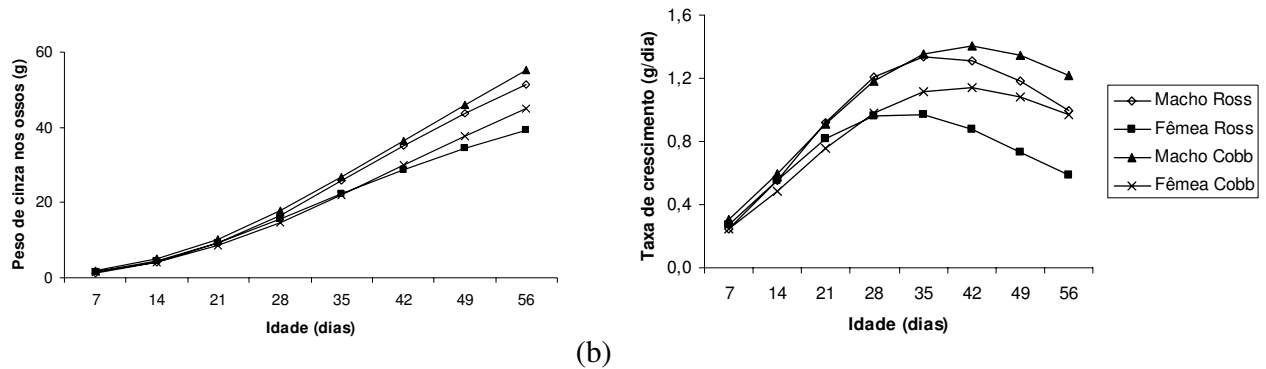 Peso de cinza nos ossos (g)
60
40
20
0
7 14 21 28 35 42 49 56
Idade (dias)
(b)
Taxa de crescimento (g/dia)
1,6
1,2
0,8
0,4
0,0
7 14 21 28 35 42 49 56
Idade (dias)
Macho Ross
Fêmea Ross
Macho Cobb
Fêmea Cobb